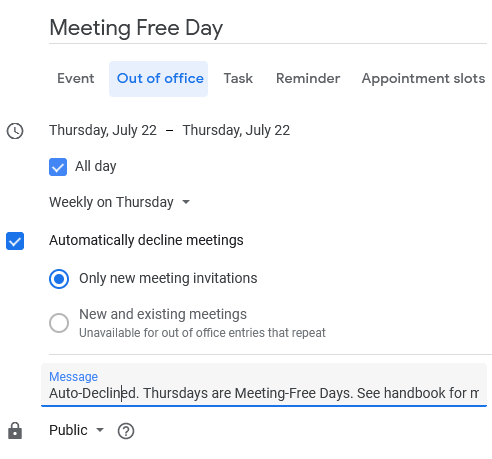 Meeting Free Day
Event Out of office Task Reminder Appointment slots
Thursday, July 22 – Thursday, July 22
All day
Weekly on Thursday
Automatically decline meetings
Only new meeting invitations
New and existing meetings
Unavailable for out of office entries that repeat
Message
Auto-Declined. Thursdays are Meeting-Free Days. See handbook for
Public